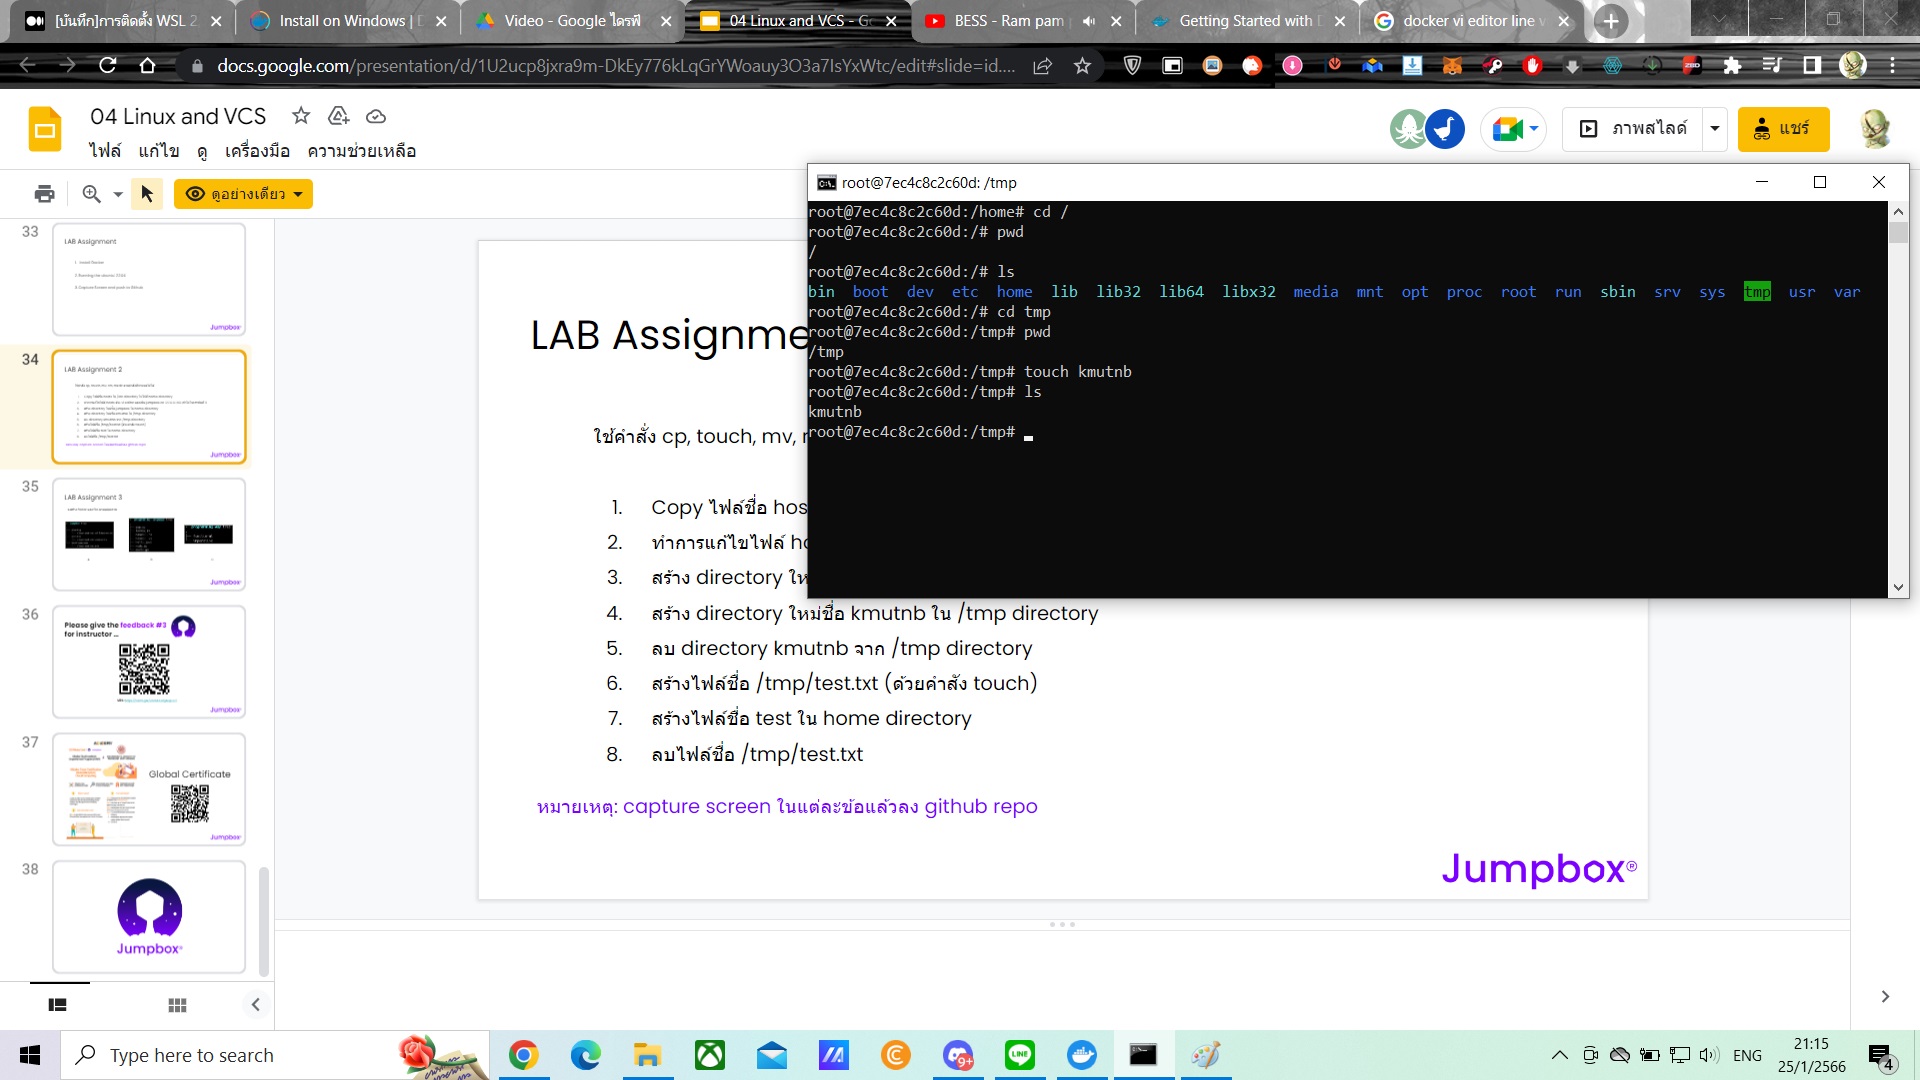 [บันทึก]การติดตั้ง WSL 2
Install on Windows | D
Video - Google ไดรฟ์
04 Linux and VCS - Go
BESS - Ram pam p
Getting Started with D
docker vi editor line v
docs.google.com/presentation/d/1U2ucp8jxra9m-DkEy776kLqGrYWoauy3O3a7IsYxWtc/edit#slide=id....
04 Linux and VCS
ไฟล์ แก้ไข ดู เครื่องมือ ความช่วยเหลือ
ภาพสไลด์
แชร์
ดูอย่างเดียว
33
LAB Assignment
Jumpbox
34
LAB Assignment 2
Jumpbox
35
LAB Assignment 3
Jumpbox
36
Please give the feedback #3
for instructor ...
Jumpbox
37
Global Certificate
Jumpbox
38
Jumpbox
LAB Assignme
ใช้คำสั่ง cp, touch, mv, r
1. Copy ไฟล์ชื่อ hos
2. ทำการแก้ไขไฟล์ ho
3. สร้าง directory ให
4. สร้าง directory ใหม่ชื่อ kmutnb ใน /tmp directory
5. ลบ directory kmutnb จาก /tmp directory
6. สร้างไฟล์ชื่อ /tmp/test.txt (ด้วยคำสัง touch)
7. สร้างไฟล์ชื่อ test ใน home directory
8. ลบไฟล์ชื่อ /tmp/test.txt
หมายเหตุ: capture screen ในแต่ละข้อแล้วลง github repo
Jumpbox®
root@7ec4c8c2c60d: /tmp
root@7ec4c8c2c60d:/home# cd /
root@7ec4c8c2c60d:/# pwd
/
root@7ec4c8c2c60d:/# ls
bin boot dev etc home lib lib32 lib64 libx32 media mnt opt proc root run sbin srv sys tmp usr var
root@7ec4c8c2c60d:/# cd tmp
root@7ec4c8c2c60d:/tmp# pwd
/tmp
root@7ec4c8c2c60d:/tmp# touch kmutnb
root@7ec4c8c2c60d:/tmp# ls
kmutnb
root@7ec4c8c2c60d:/tmp#
Type here to search
9+
LINE
ENG
21:15
25/1/2566
4